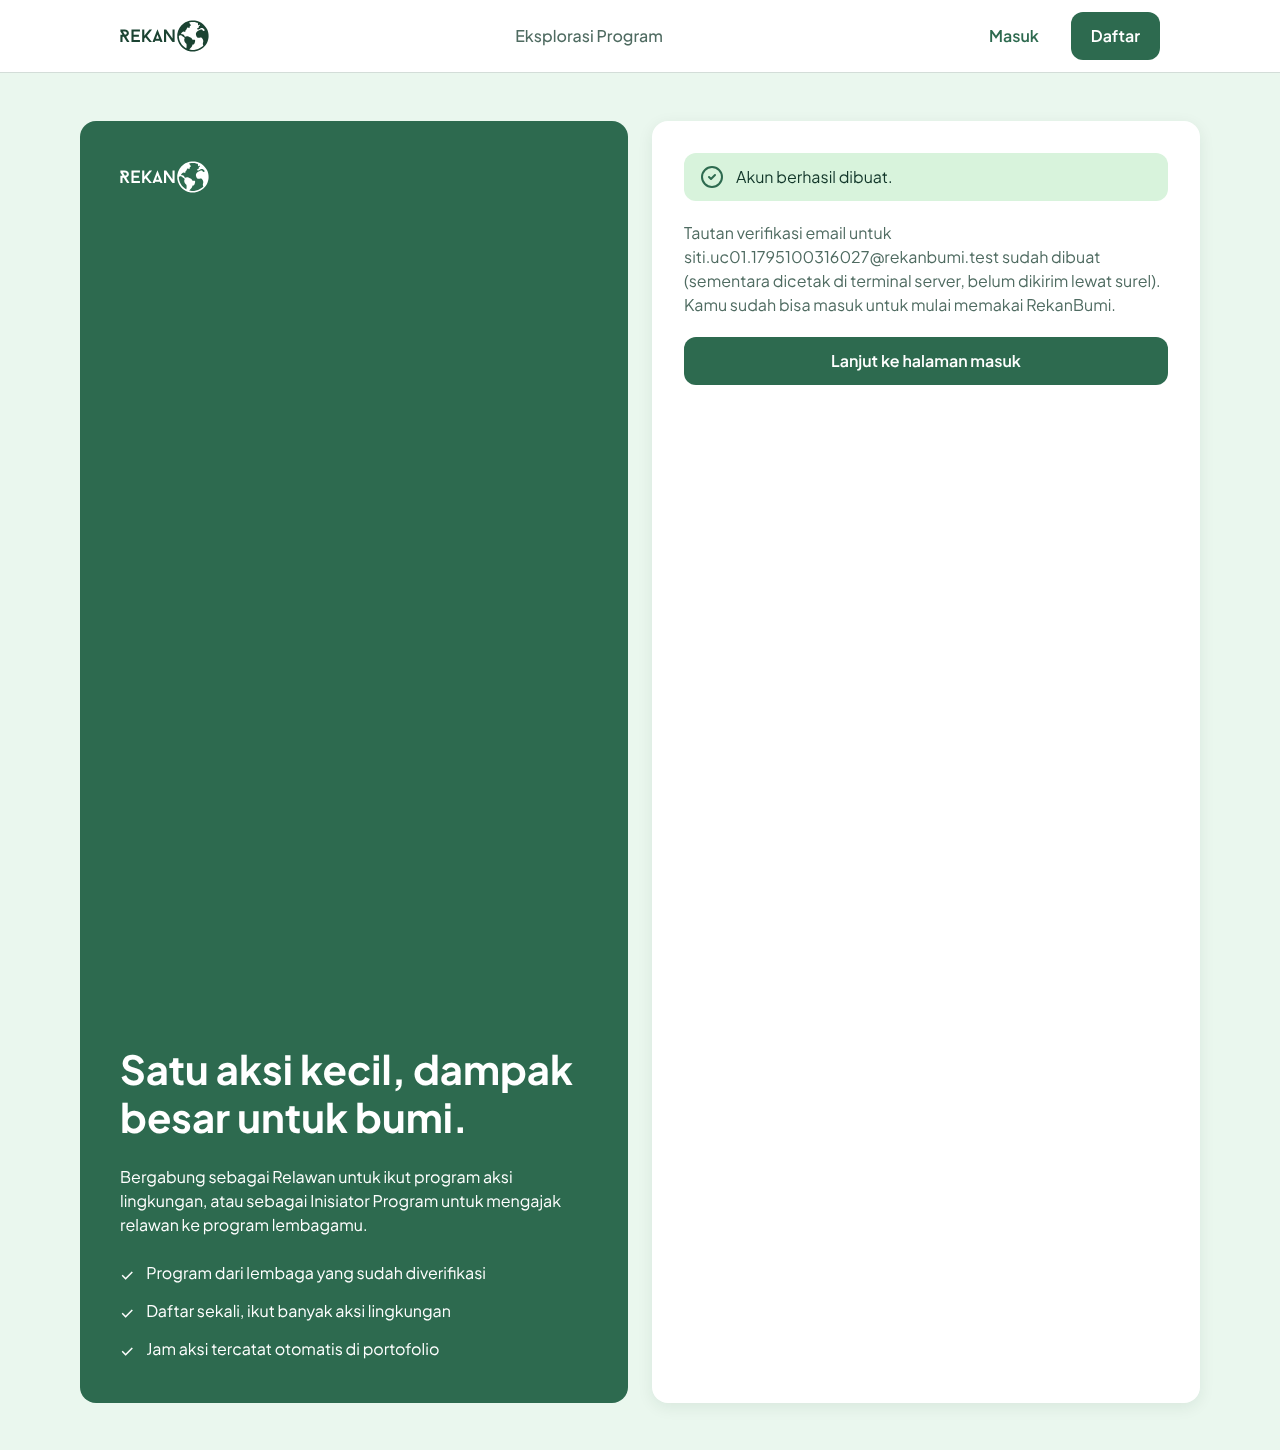 REKAN
Eksplorasi Program
Masuk
Daftar
REKAN
Satu aksi kecil, dampak
besar untuk bumi.
Bergabung sebagai Relawan untuk ikut program aksi
lingkungan, atau sebagai Inisiator Program untuk mengajak
relawan ke program lembagamu.
Program dari lembaga yang sudah diverifikasi
Daftar sekali, ikut banyak aksi lingkungan
Jam aksi tercatat otomatis di portofolio
Akun berhasil dibuat.
Tautan verifikasi email untuk
siti.uc01.1795100316027@rekanbumi.test sudah dibuat
(sementara dicetak di terminal server, belum dikirim lewat surel).
Kamu sudah bisa masuk untuk mulai memakai RekanBumi.
Lanjut ke halaman masuk